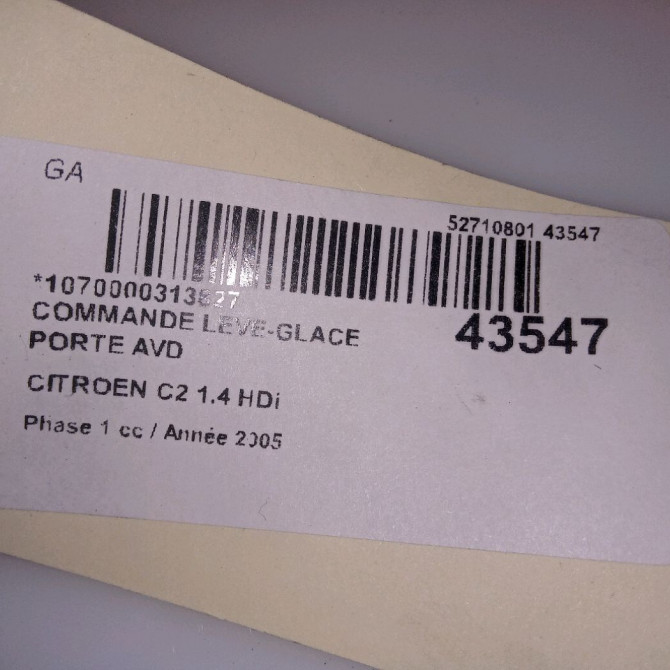 GA
52710801 43547
COMMANDE LEVE-GLACE
43547
PORTE AVD
CITROEN C2 1.4 HDi
Phase 1 cc / Année 2005